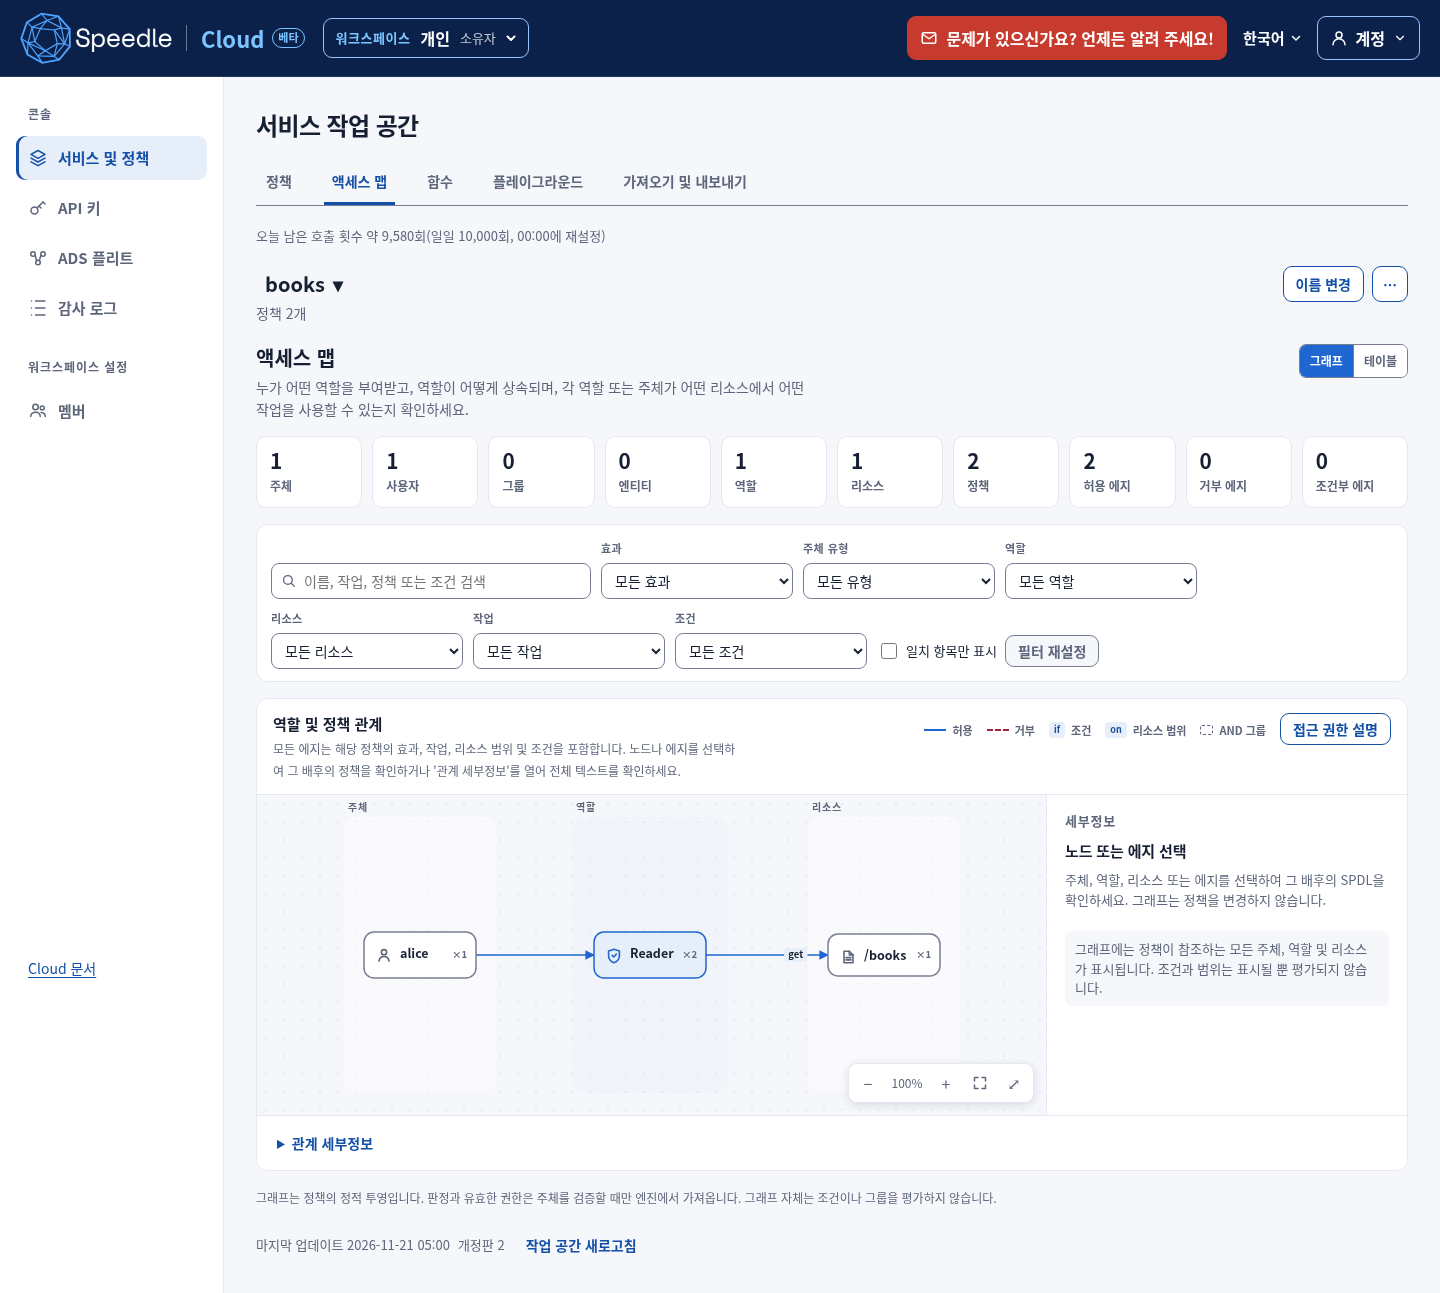 Speedle Cloud 베타
워크스페이스 개인 소유자
문제가 있으신가요? 언제든 알려 주세요!
한국어
계정
콘솔
서비스 및 정책
API 키
ADS 플리트
감사 로그
워크스페이스 설정
멤버
Cloud 문서
서비스 작업 공간
정책 액세스 맵 함수 플레이그라운드 가져오기 및 내보내기
오늘 남은 호출 횟수 약 9,580회(일일 10,000회, 00:00에 재설정)
books ▼
이름 변경 ⋯
정책 2개
액세스 맵
그래프 테이블
누가 어떤 역할을 부여받고, 역할이 어떻게 상속되며, 각 역할 또는 주체가 어떤 리소스에서 어떤
작업을 사용할 수 있는지 확인하세요.
1 1 0 0 1 1 2 2 0 0
주체 사용자 그룹 엔티티 역할 리소스 정책 허용 에지 거부 에지 조건부 에지
효과 주체 유형 역할
이름, 작업, 정책 또는 조건 검색 모든 효과 모든 유형 모든 역할
리소스 작업 조건
모든 리소스 모든 작업 모든 조건 일치 항목만 표시 필터 재설정
역할 및 정책 관계
모든 에지는 해당 정책의 효과, 작업, 리소스 범위 및 조건을 포함합니다. 노드나 에지를 선택하
여 그 배후의 정책을 확인하거나 '관계 세부정보'를 열어 전체 텍스트를 확인하세요.
허용 거부 if 조건 on 리소스 범위 AND 그룹 접근 권한 설명
주체 역할 리소스
alice ×1 Reader ×2 get /books ×1
− 100% + ⤢
세부정보
노드 또는 에지 선택
주체, 역할, 리소스 또는 에지를 선택하여 그 배후의 SPDL을
확인하세요. 그래프는 정책을 변경하지 않습니다.
그래프에는 정책이 참조하는 모든 주체, 역할 및 리소스
가 표시됩니다. 조건과 범위는 표시될 뿐 평가되지 않습
니다.
▶ 관계 세부정보
그래프는 정책의 정적 투영입니다. 판정과 유효한 권한은 주체를 검증할 때만 엔진에서 가져옵니다. 그래프 자체는 조건이나 그룹을 평가하지 않습니다.
마지막 업데이트 2026-11-21 05:00 개정판 2 작업 공간 새로고침